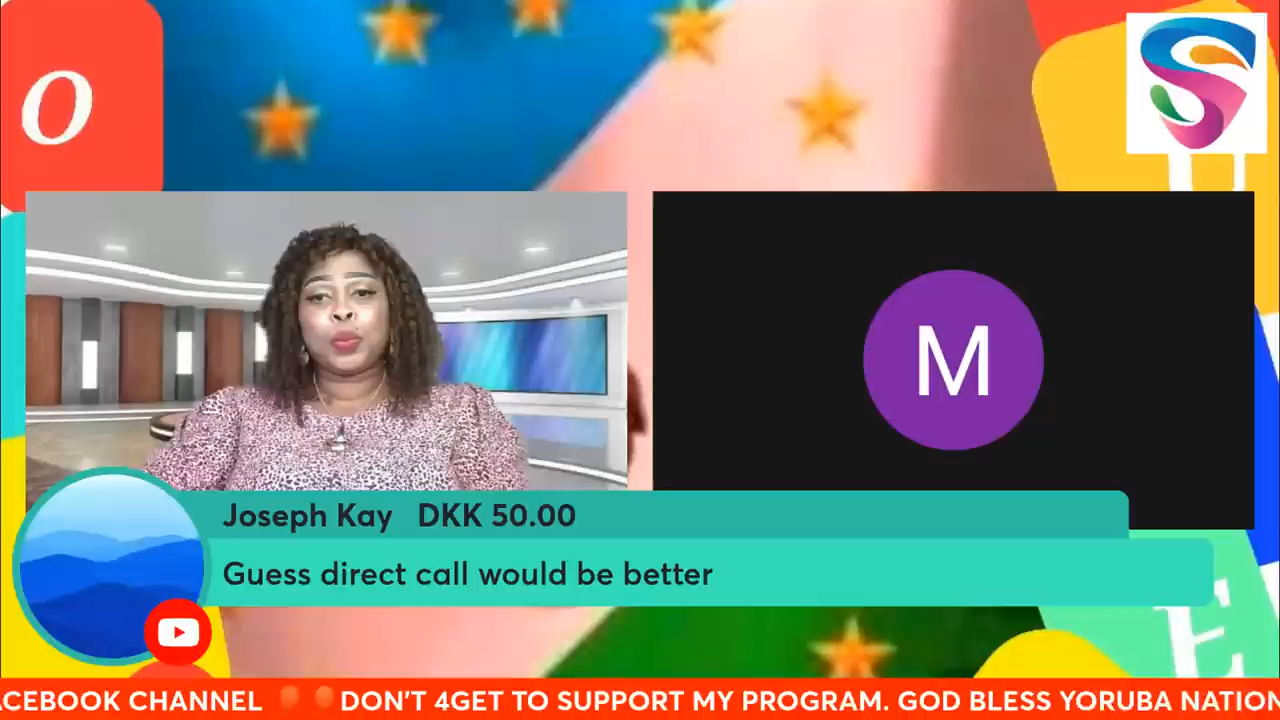 O
S
U
M
Joseph Kay DKK 50.00
Guess direct call would be better
E
ACEBOOK CHANNEL DON'T 4GET TO SUPPORT MY PROGRAM. GOD BLESS YORUBA NATION